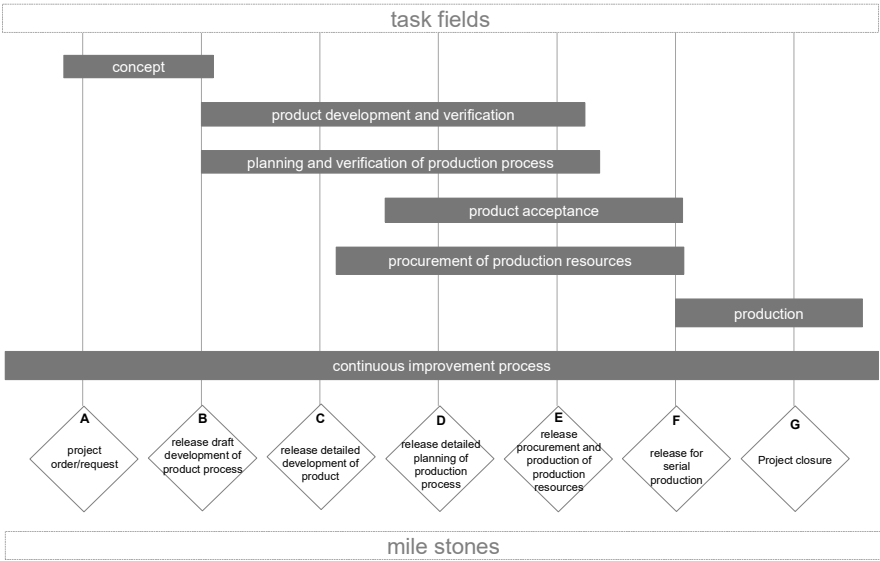 task fields
concept
product development and verification
planning and verification of production process
product acceptance
procurement of production resources
production
continuous improvement process
A
project
order/request
B
release draft
development of
product process
C
release detailed
development of
product
D
release detailed
planning of
production
process
E
release
procurement and
production of
production
resources
F
release for
serial
production
G
Project closure
mile stones